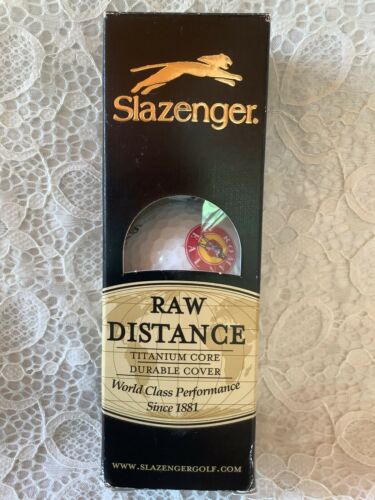 Slazenger®
RAW
DISTANCE
TITANIUM CORE
DURABLE COVER
World Class Performance
Since 1881
WWW.SLAZENGERGOLF.COM